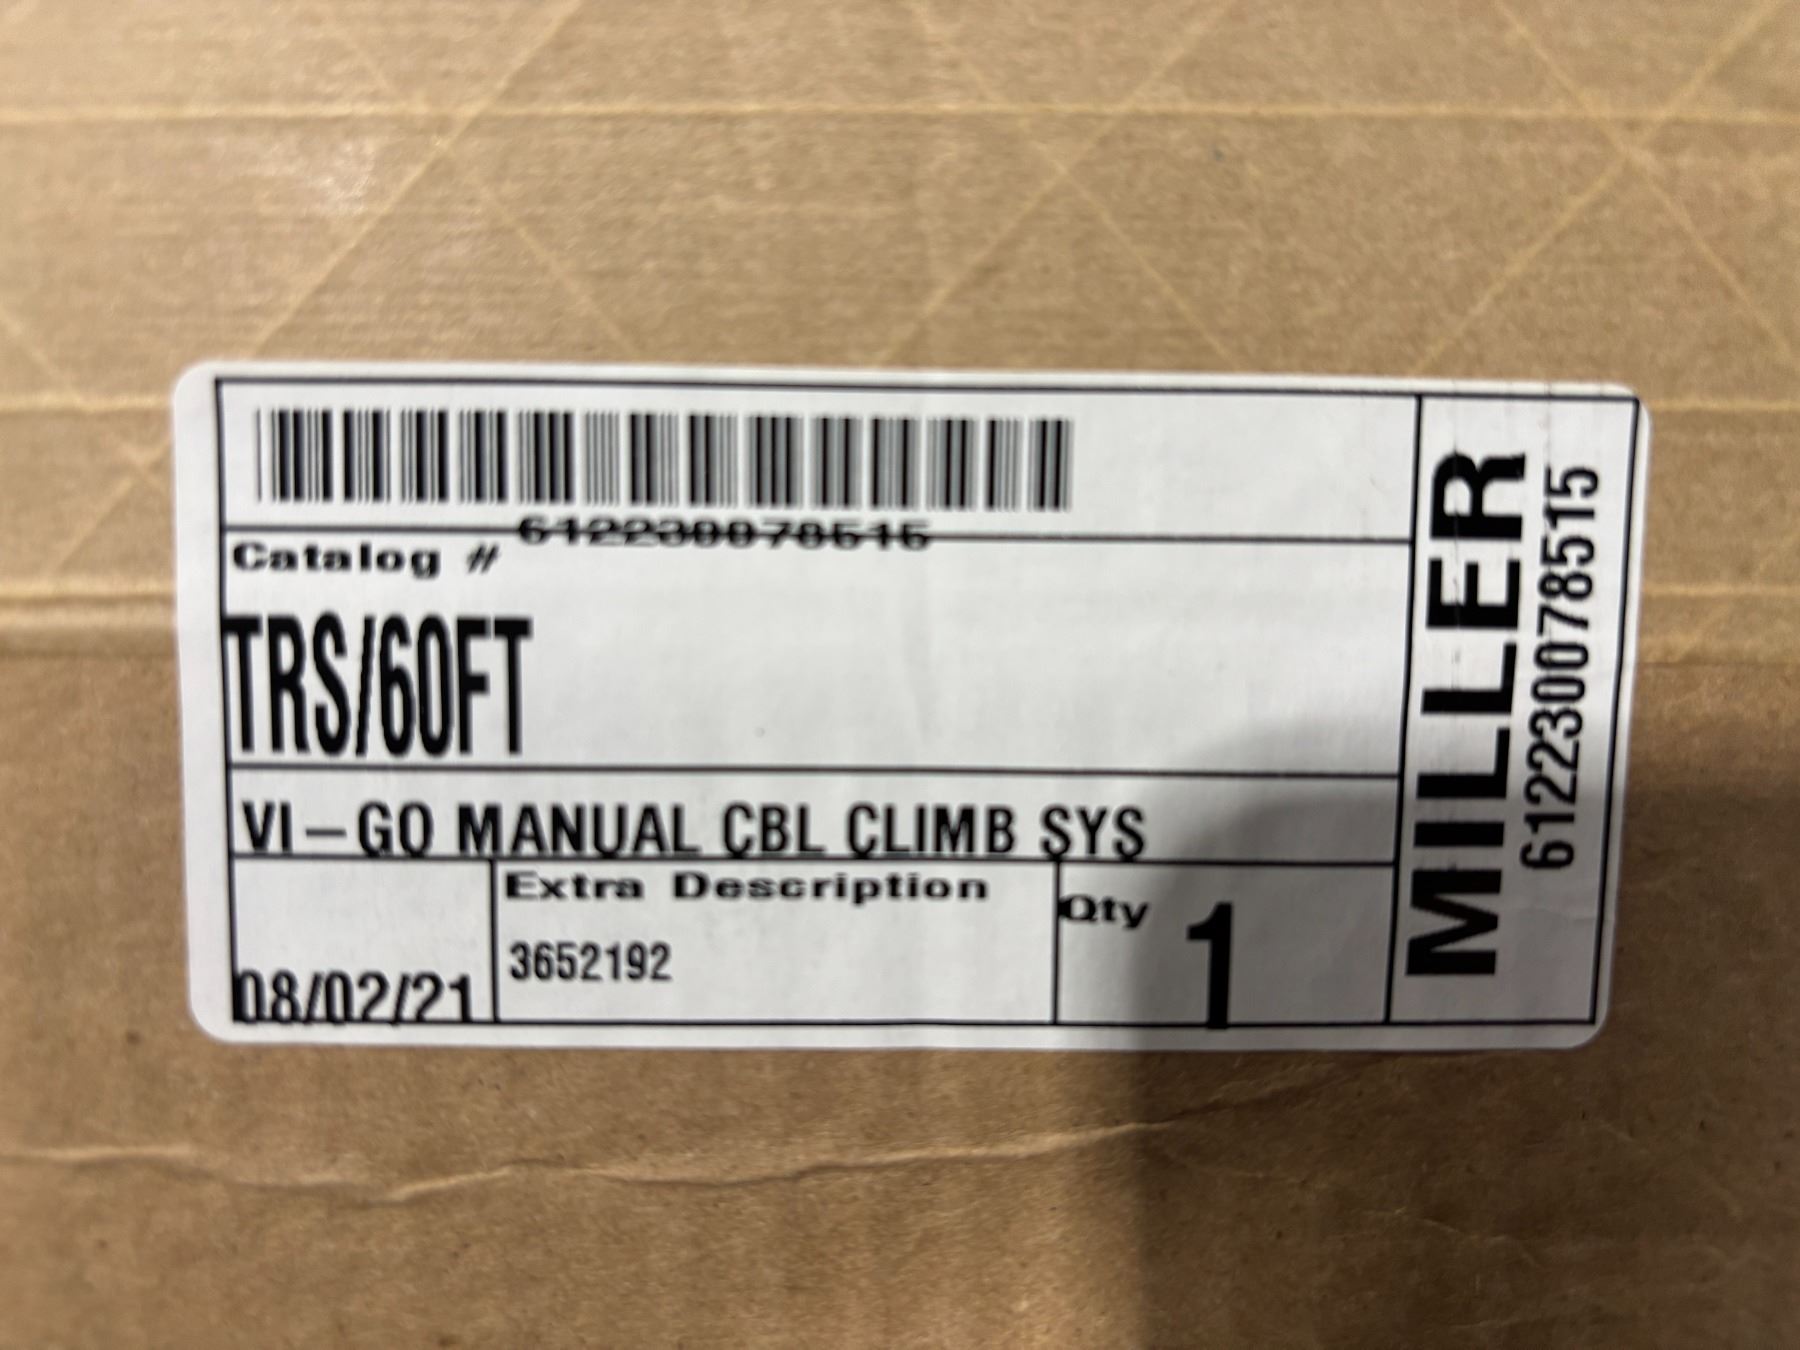 612230078515
Catalog #
TRS/60FT
VI-GO MANUAL CBL CLIMB SYS
08/02/21
Extra Description
3652192
Qty
1
MILLER
612230078515